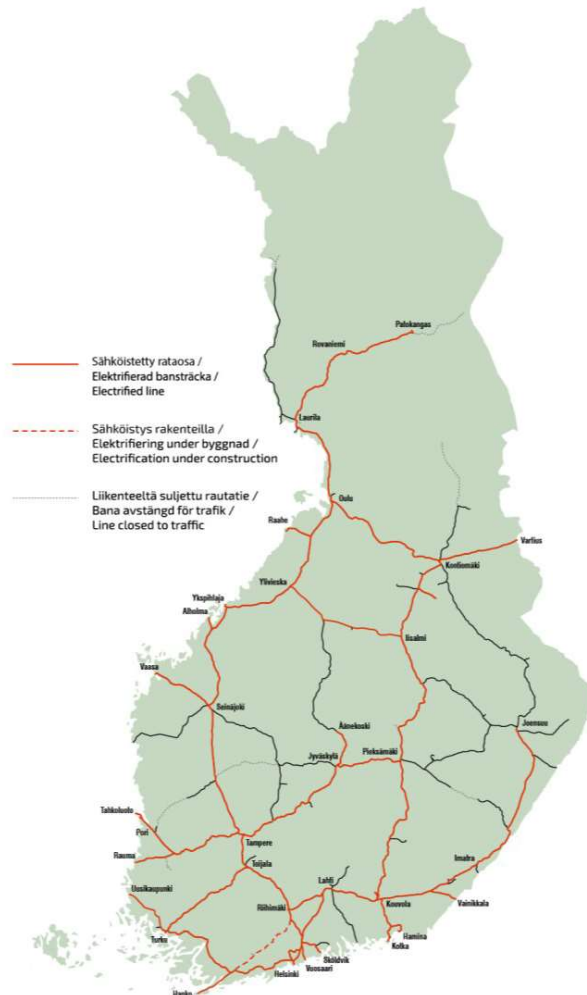 Patokangas
Rovaniemi
Sähköistetty rataosa /
Elektrifierad bansträcka /
Electrified line
Laurila
Sähköistys rakenteilla /
Elektrifiering under byggnad /
Electrification under construction
Liikenteeltä suljettu rautatie /
Bana avstängd för trafik /
Line closed to traffic
Oulu
Raahe
Vartius
Kontiomäki
Ylivieska
Ykspihlaja
Alholma
Iisalmi
Vaasa
Seinäjoki
Joensuu
Äänekoski
Jyväskylä
Pieksämäki
Tahkoluoto
Pori
Tampere
Rauma
Toijala
Imatra
Lahti
Uusikaupunki
Riihimäki
Kouvola
Vainikkala
Turku
Hamina
Kotka
Sköldvik
Vuosaari
Helsinki
Hanko